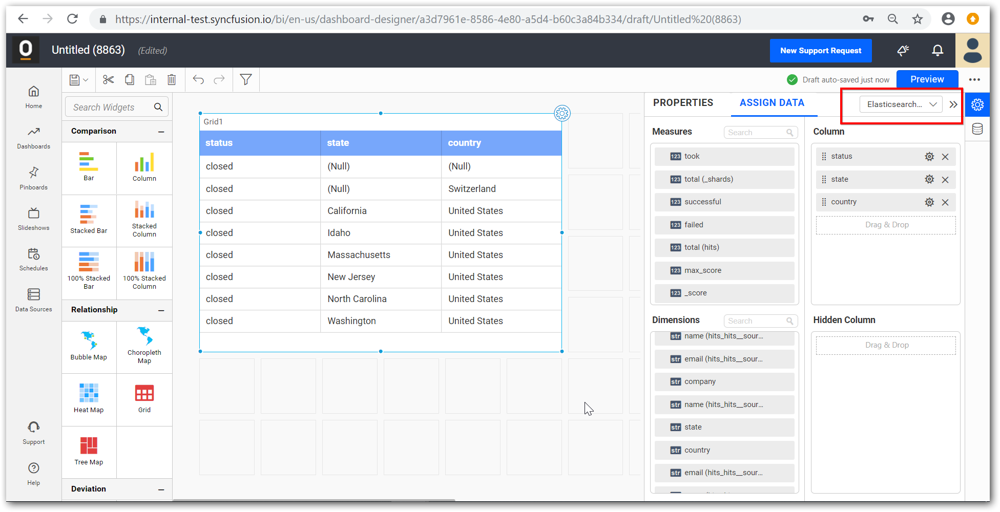 https://internal-test.syncfusion.io/bi/en-us/dashboard-designer/a3d7961e-8586-4e80-a5d4-b60c3a84b334/draft/Untitled%20(8863)
Untitled (8863) (Edited)
New Support Request
Draft auto-saved just now
Preview
Home
Dashboards
Pinboards
Slideshows
Schedules
Data Sources
Support
Help
Search Widgets
Comparison
Bar
Column
Stacked Bar
Stacked
Column
100% Stacked
Bar
100% Stacked
Column
Relationship
Bubble Map
Choropleth
Map
Heat Map
Grid
Tree Map
Deviation
Grid1
status state country
closed (Null) (Null)
closed (Null) Switzerland
closed California United States
closed Idaho United States
closed Massachusetts United States
closed New Jersey United States
closed North Carolina United States
closed Washington United States
PROPERTIES
ASSIGN DATA
Elasticsearch...
Measures
Search
123 took
123 total (_shards)
123 successful
123 failed
123 total (hits)
123 max_score
123 _score
Dimensions
Search
str name (hits_hits__sour...
str email (hits_hits__sour...
str company
str name (hits_hits__sour...
str state
str country
str email (hits_hits__sour...
Column
status
state
country
Drag & Drop
Hidden Column
Drag & Drop